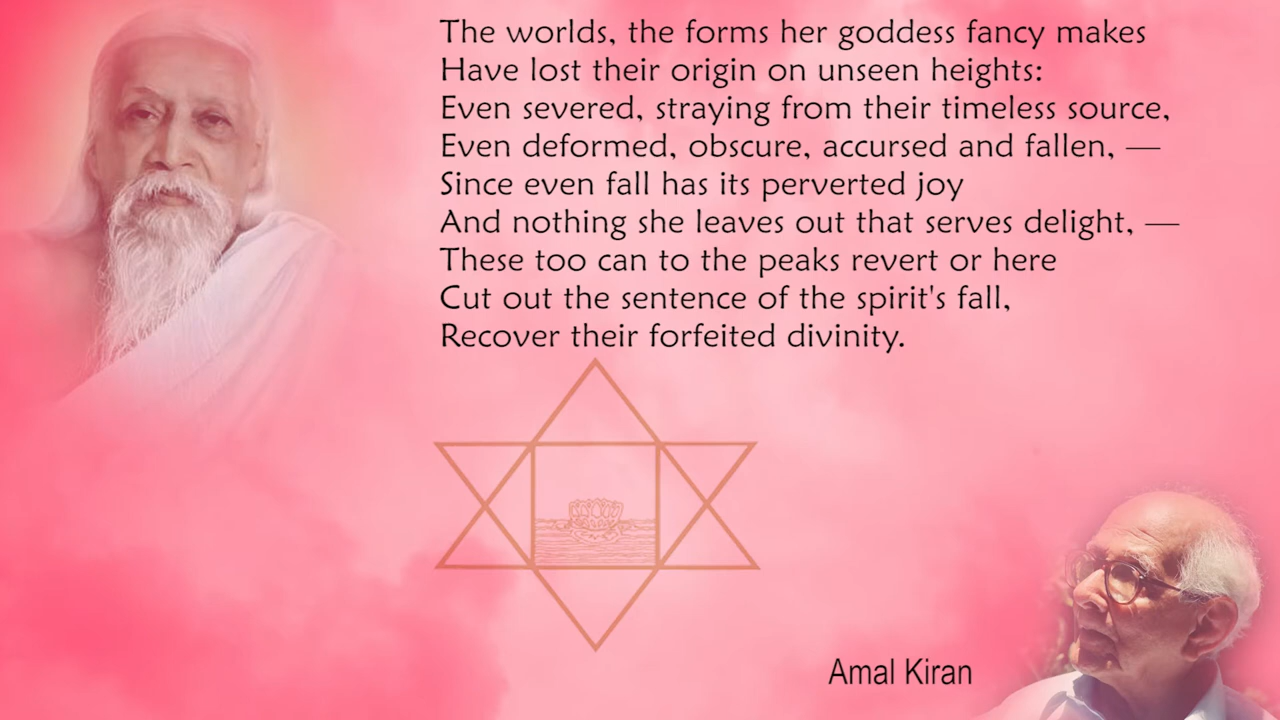 The worlds, the forms her goddess fancy makes
Have lost their origin on unseen heights:
Even severed, straying from their timeless source,
Even deformed, obscure, accursed and fallen, —
Since even fall has its perverted joy
And nothing she leaves out that serves delight, —
These too can to the peaks revert or here
Cut out the sentence of the spirit's fall,
Recover their forfeited divinity.
Amal Kiran